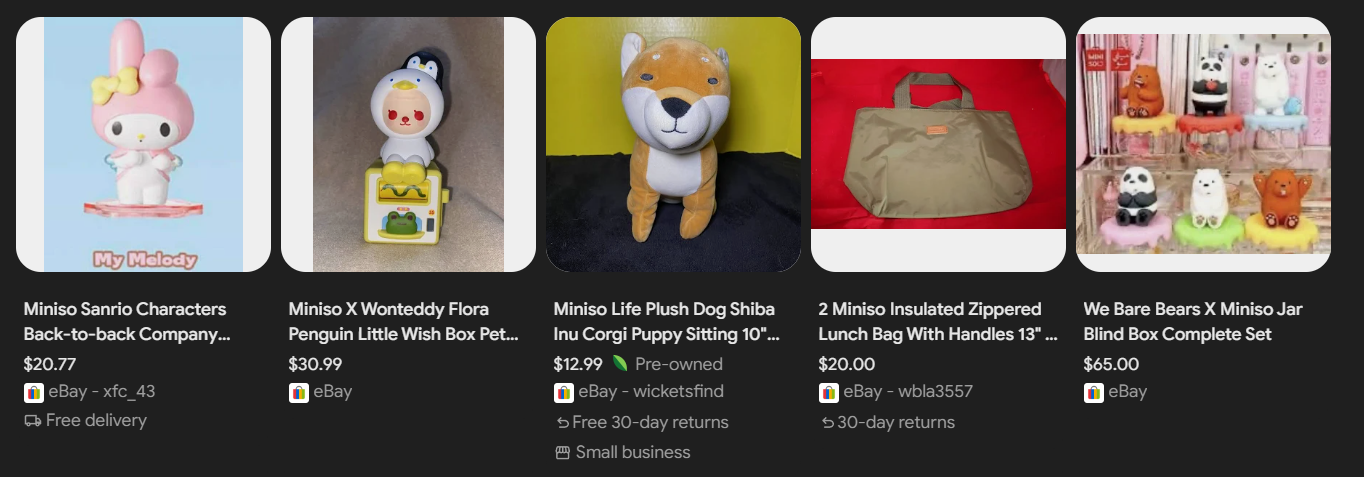 My Melody
MINI
SO
Miniso Sanrio Characters
Back-to-back Company...
$20.77
eBay - xfc_43
Free delivery
Miniso X Wonteddy Flora
Penguin Little Wish Box Pet...
$30.99
eBay
Miniso Life Plush Dog Shiba
Inu Corgi Puppy Sitting 10"...
$12.99 Pre-owned
eBay - wicketsfind
Free 30-day returns
Small business
2 Miniso Insulated Zippered
Lunch Bag With Handles 13" ...
$20.00
eBay - wbla3557
30-day returns
We Bare Bears X Miniso Jar
Blind Box Complete Set
$65.00
eBay